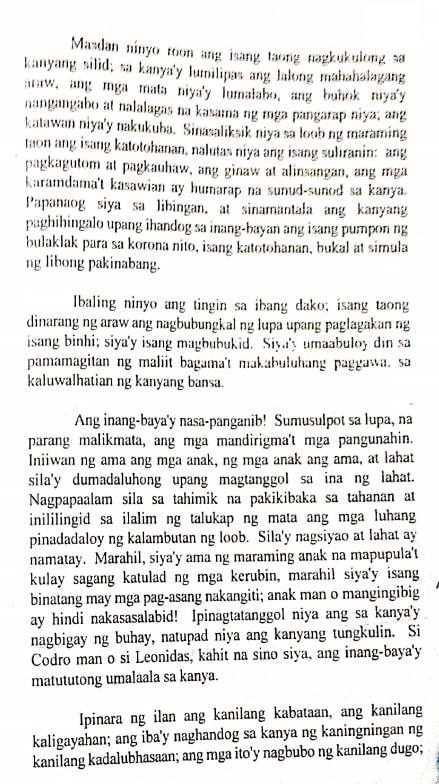 Masdan ninyo roon ang isang taong nagkukulong sa
kanyang silid; sa kanya'y lumilipas ang lalong mahahalagang
araw, ang mga mata niya'y lumalabo, ang buhok niya'y
nangangabo at nalalagas na kasama ng mga pangarap niya; ang
katawan niya'y nakukuba. Sinasaliksik niya sa loob ng maraming
taon ang isang katotohanan, nalutas niya ang isang suliranin: ang
pagkagutom at pagkauhaw, ang ginaw at alinsangan, ang mga
karamdama't kasawian ay humarap na sunud-sunod sa kanya.
Papanaog siya sa libingan, at sinamantala ang kanyang
paghihingalo upang ihandog sa inang-bayan ang isang pumpon ng
bulaklak para sa korona nito, isang katotohanan, bukal at simula
ng libong pakinabang.
Ibaling ninyo ang tingin sa ibang dako; isang taong
dinarang ng araw ang nagbubungkal ng lupa upang paglagakan ng
isang binhi; siya'y isang magbubukid. Siya'y umaabuloy din sa
pamamagitan ng maliit bagama't makabuluhang paggawa, sa
kaluwalhatian ng kanyang bansa.
Ang inang-baya'y nasa-panganib! Sumusulpot sa lupa, na
parang malikmata, ang mga mandirigma't mga pangunahin.
Iniiwan ng ama ang mga anak, ng mga anak ang ama, at lahat
sila'y dumadaluhong upang magtanggol sa ina ng lahat.
Nagpapaalam sila sa tahimik na pakikibaka sa tahanan at
inililingid sa ilalim ng talukap ng mata ang mga luhang
pinadadaloy ng kalambutan ng loob. Sila'y nagsiyao at lahat ay
namatay. Marahil, siya'y ama ng maraming anak na mapupula't
kulay sagang katulad ng mga kerubin, marahil siya'y isang
binatang may mga pag-asang nakangiti; anak man o mangingibig
ay hindi nakasasalabid! Ipinagtatanggol niya ang sa kanya'y
nagbigay ng buhay, natupad niya ang kanyang tungkulin. Si
Codro man o si Leonidas, kahit na sino siya, ang inang-baya'y
matututong umalaala sa kanya.
Ipinara ng ilan ang kanilang kabataan, ang kanilang
kaligayahan; ang iba'y naghandog sa kanya ng kaningningan ng
kanilang kadalubhasaan; ang mga ito'y nagbubo ng kanilang dugo;